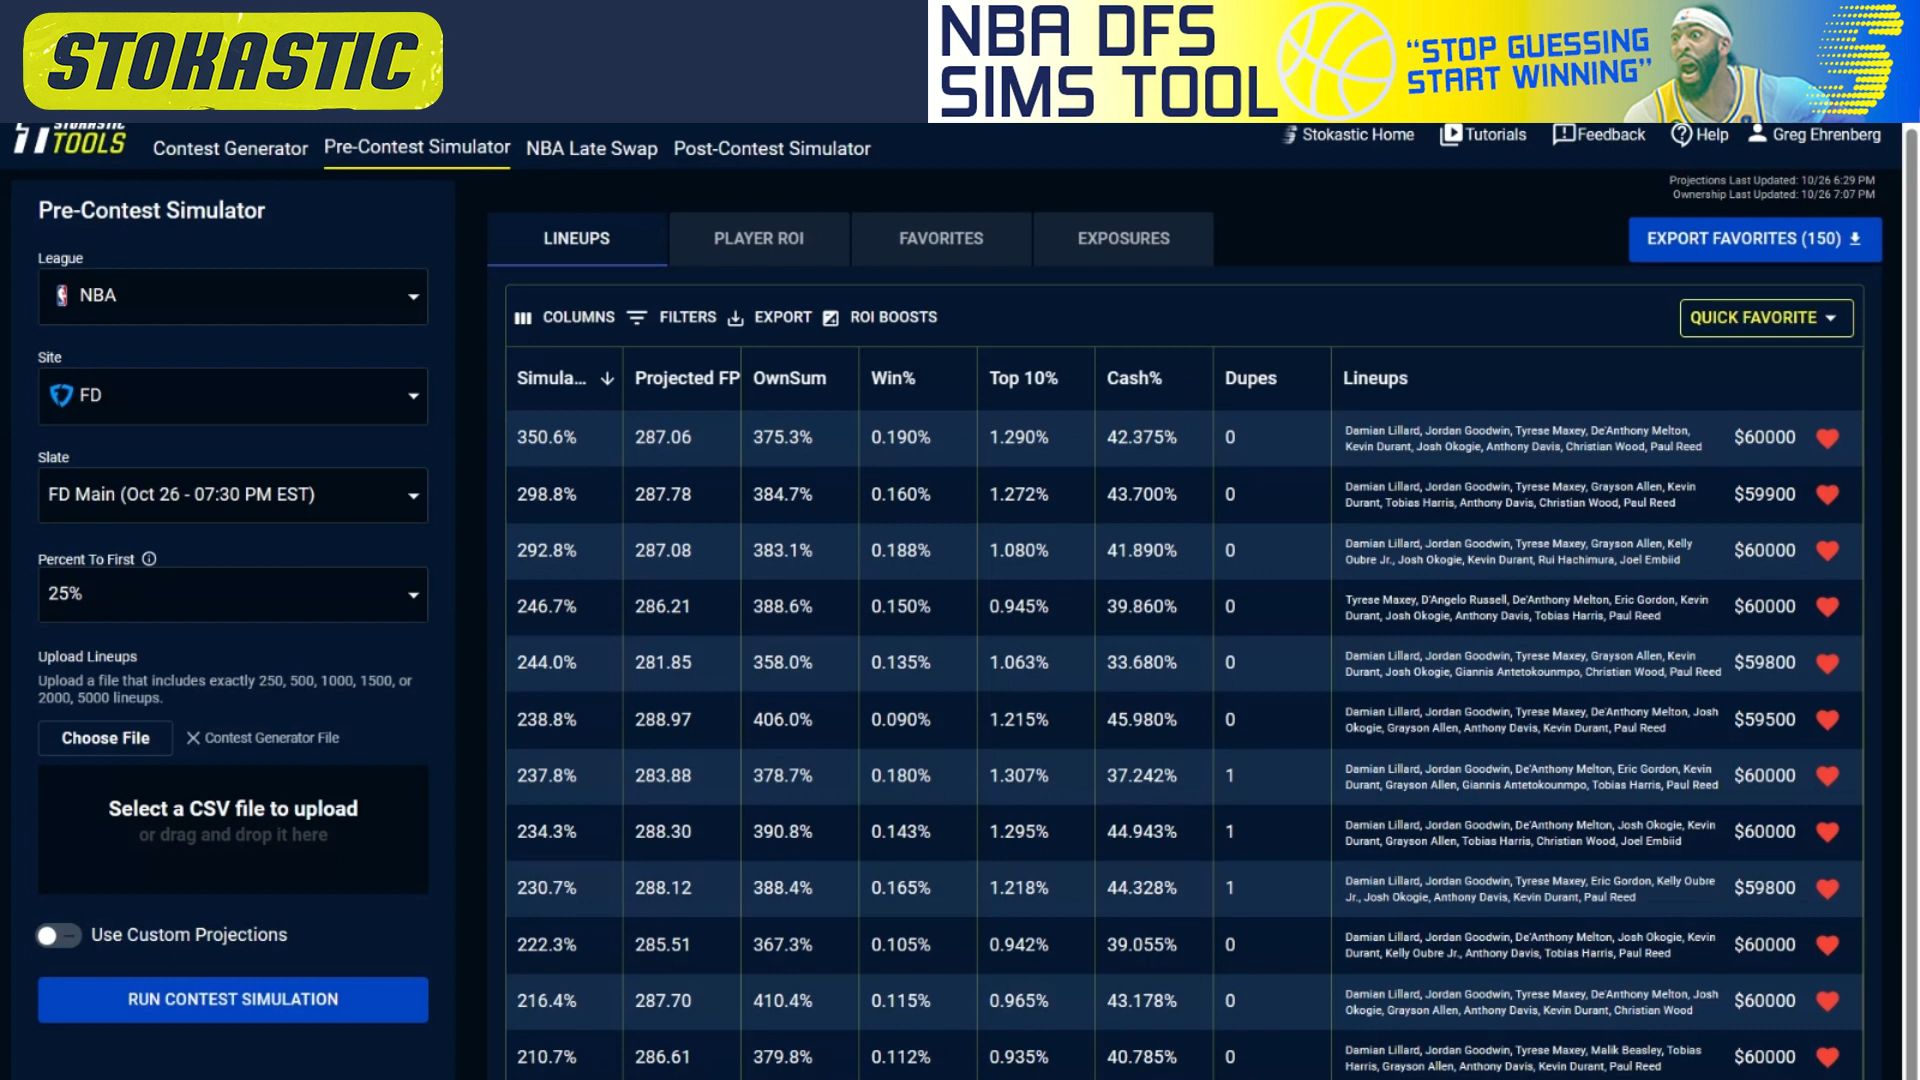 STOKASTIC
NBA DFS
SIMS TOOL
"STOP GUESSING
START WINNING"
STOKASTIC
TOOLS
Contest Generator
Pre-Contest Simulator
NBA Late Swap
Post-Contest Simulator
Stokastic Home
Tutorials
Feedback
Help
Greg Ehrenberg
Projections Last Updated: 10/26 6:29 PM
Ownership Last Updated: 10/26 7:07 PM
Pre-Contest Simulator
League
NBA
Site
FD
Slate
FD Main (Oct 26 - 07:30 PM EST)
Percent To First
25%
Upload Lineups
Upload a file that includes exactly 250, 500, 1000, 1500, or
2000, 5000 lineups.
Choose File
Contest Generator File
Select a CSV file to upload
or drag and drop it here
Use Custom Projections
RUN CONTEST SIMULATION
LINEUPS
PLAYER ROI
FAVORITES
EXPOSURES
EXPORT FAVORITES (150)
COLUMNS
FILTERS
EXPORT
ROI BOOSTS
QUICK FAVORITE
Simula... Projected FP OwnSum Win% Top 10% Cash% Dupes Lineups
350.6% 287.06 375.3% 0.190% 1.290% 42.375% 0
Damian Lillard, Jordan Goodwin, Tyrese Maxey, De'Anthony Melton,
Kevin Durant, Josh Okogie, Anthony Davis, Christian Wood, Paul Reed
$60000
298.8% 287.78 384.7% 0.160% 1.272% 43.700% 0
Damian Lillard, Jordan Goodwin, Tyrese Maxey, Grayson Allen, Kevin
Durant, Tobias Harris, Anthony Davis, Christian Wood, Paul Reed
$59900
292.8% 287.08 383.1% 0.188% 1.080% 41.890% 0
Damian Lillard, Jordan Goodwin, Tyrese Maxey, Grayson Allen, Kelly
Oubre Jr., Josh Okogie, Kevin Durant, Rui Hachimura, Joel Embiid
$60000
246.7% 286.21 388.6% 0.150% 0.945% 39.860% 0
Tyrese Maxey, D'Angelo Russell, De'Anthony Melton, Eric Gordon, Kevin
Durant, Josh Okogie, Anthony Davis, Tobias Harris, Paul Reed
$60000
244.0% 281.85 358.0% 0.135% 1.063% 33.680% 0
Damian Lillard, Jordan Goodwin, Tyrese Maxey, Grayson Allen, Kevin
Durant, Josh Okogie, Giannis Antetokounmpo, Christian Wood, Paul Reed
$59800
238.8% 288.97 406.0% 0.090% 1.215% 45.980% 0
Damian Lillard, Jordan Goodwin, Tyrese Maxey, De'Anthony Melton, Josh
Okogie, Grayson Allen, Anthony Davis, Kevin Durant, Paul Reed
$59500
237.8% 283.88 378.7% 0.180% 1.307% 37.242% 1
Damian Lillard, Jordan Goodwin, De'Anthony Melton, Eric Gordon, Kevin
Durant, Grayson Allen, Giannis Antetokounmpo, Tobias Harris, Paul Reed
$60000
234.3% 288.30 390.8% 0.143% 1.295% 44.943% 1
Damian Lillard, Jordan Goodwin, De'Anthony Melton, Josh Okogie, Kevin
Durant, Grayson Allen, Tobias Harris, Christian Wood, Joel Embiid
$60000
230.7% 288.12 388.4% 0.165% 1.218% 44.328% 1
Damian Lillard, Jordan Goodwin, Tyrese Maxey, Eric Gordon, Kelly Oubre
Jr., Josh Okogie, Anthony Davis, Kevin Durant, Paul Reed
$59800
222.3% 285.51 367.3% 0.105% 0.942% 39.055% 0
Damian Lillard, Jordan Goodwin, De'Anthony Melton, Josh Okogie, Kevin
Durant, Kelly Oubre Jr., Anthony Davis, Tobias Harris, Paul Reed
$60000
216.4% 287.70 410.4% 0.115% 0.965% 43.178% 0
Damian Lillard, Jordan Goodwin, Tyrese Maxey, De'Anthony Melton, Josh
Okogie, Grayson Allen, Anthony Davis, Kevin Durant, Christian Wood
$60000
210.7% 286.61 379.8% 0.112% 0.935% 40.785% 0
Damian Lillard, Jordan Goodwin, Tyrese Maxey, Malik Beasley, Tobias
Harris, Grayson Allen, Anthony Davis, Kevin Durant, Paul Reed
$60000